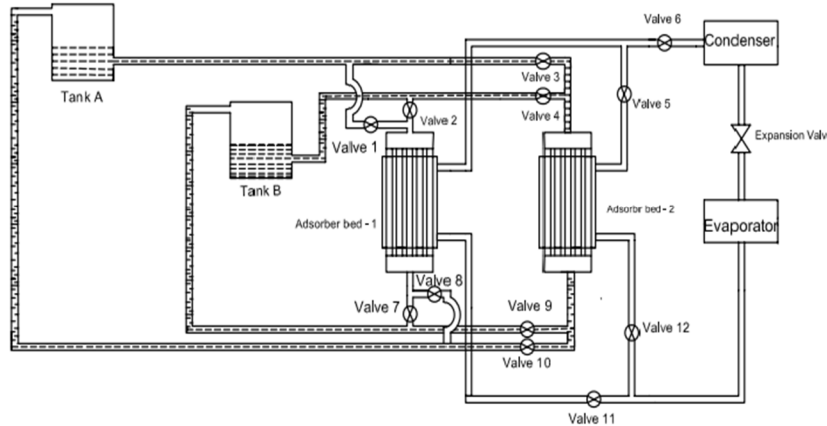 Valve 6
Condenser
Tank A
Valve 3
Valve 5
Valve 4
Valve 2
Valve 1
Expansion Valv
Tank B
Adsorber bed - 1
Adsorbr bed - 2
Evaporator
Valve 8
Valve 7
Valve 9
Valve 12
Valve 10
Valve 11